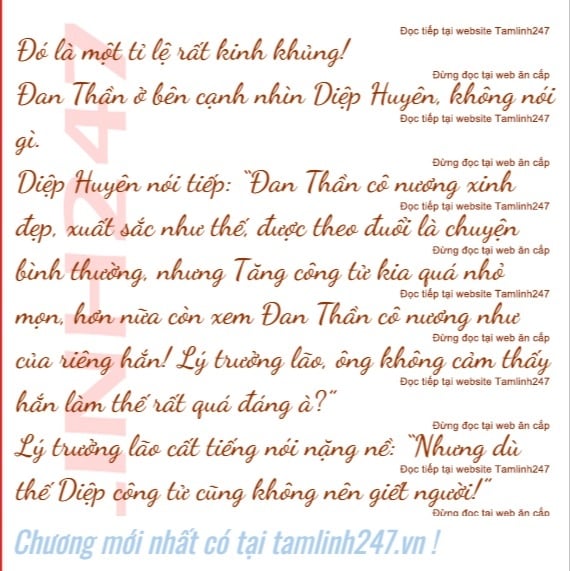 Đọc tiếp tại website Tamlinh247
Đó là một tỉ lệ rất kinh khủng!
Đừng đọc tại web ăn cắp
Đan Thần ở bên cạnh nhìn Diệp Huyên, không nói
Đọc tiếp tại website Tamlinh247
gì.
Đừng đọc tại web ăn cắp
Diệp Huyên nói tiếp: “Đan Thần cô nương xinh
Đọc tiếp tại website Tamlinh247
đẹp, xuất sắc như thế, được theo đuổi là chuyện
Đừng đọc tại web ăn cắp
bình thường, nhưng Tăng công tử kia quá nhỏ
Đọc tiếp tại website Tamlinh247
mọn, hơn nữa còn xem Đan Thần cô nương như
Đừng đọc tại web ăn cắp
của riêng hắn! Lý trưởng lão, ông không cảm thấy
Đọc tiếp tại website Tamlinh247
hắn làm thế rất quá đáng à?”
Đừng đọc tại web ăn cắp
Lý trưởng lão cất tiếng nói nặng nề: “Nhưng dù
Đọc tiếp tại website Tamlinh247
thế Diệp công tử cũng không nên giết người!”
Đừng đọc tại web ăn cắp
Chương mới nhất có tại tamlinh247.vn !
-INH247